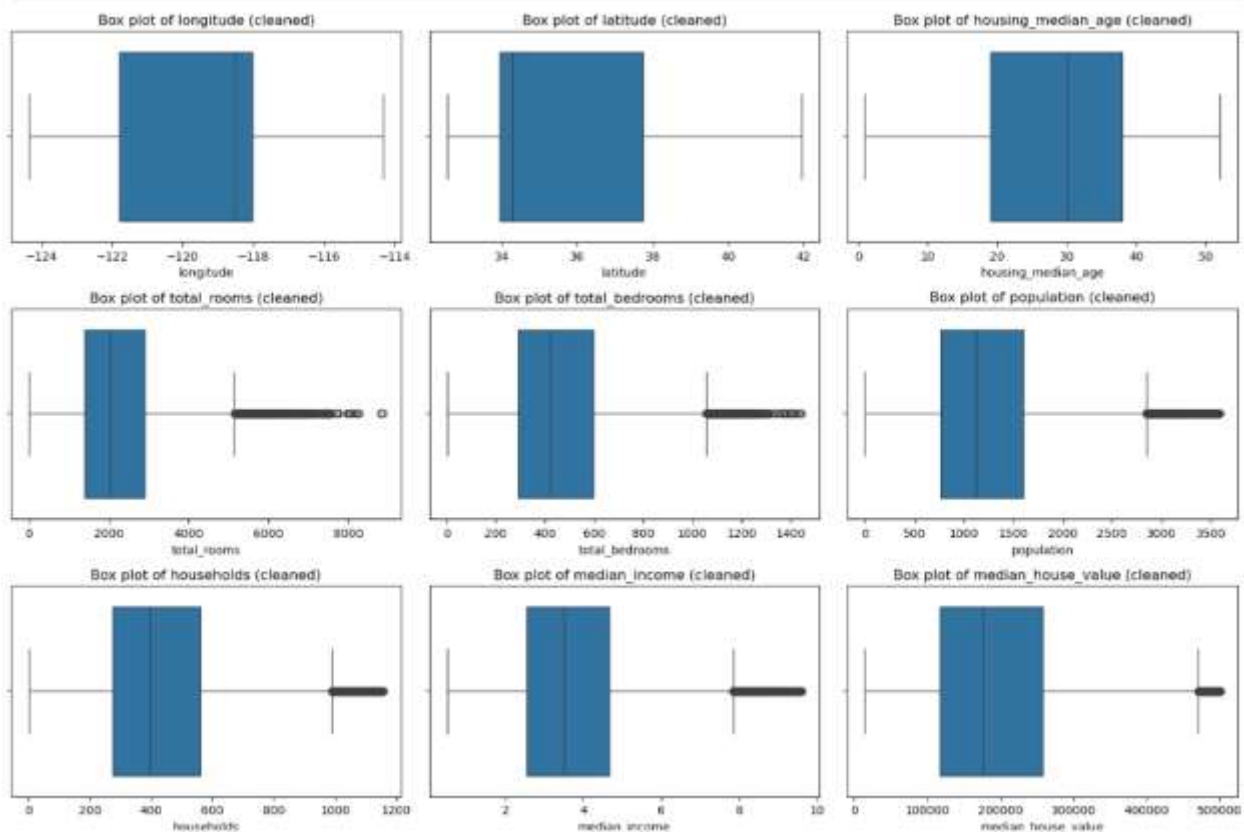 Box plot of longitude (cleaned) Box plot of latitude (cleaned) Box plot of housing_median_age (cleaned)
−124 −122 −120 −118 −116 −114 34 36 38 40 42 0 10 20 30 40 50
longitude latitude housing_median_age
Box plot of total_rooms (cleaned) Box plot of total_bedrooms (cleaned) Box plot of population (cleaned)
0 2000 4000 6000 8000 0 200 400 600 800 1000 1200 1400 0 500 1000 1500 2000 2500 3000 3500
total_rooms total_bedrooms population
Box plot of households (cleaned) Box plot of median_income (cleaned) Box plot of median_house_value (cleaned)
0 200 400 600 800 1000 1200 2 4 6 8 10 0 100000 200000 300000 400000 500000
households median_income median_house_value